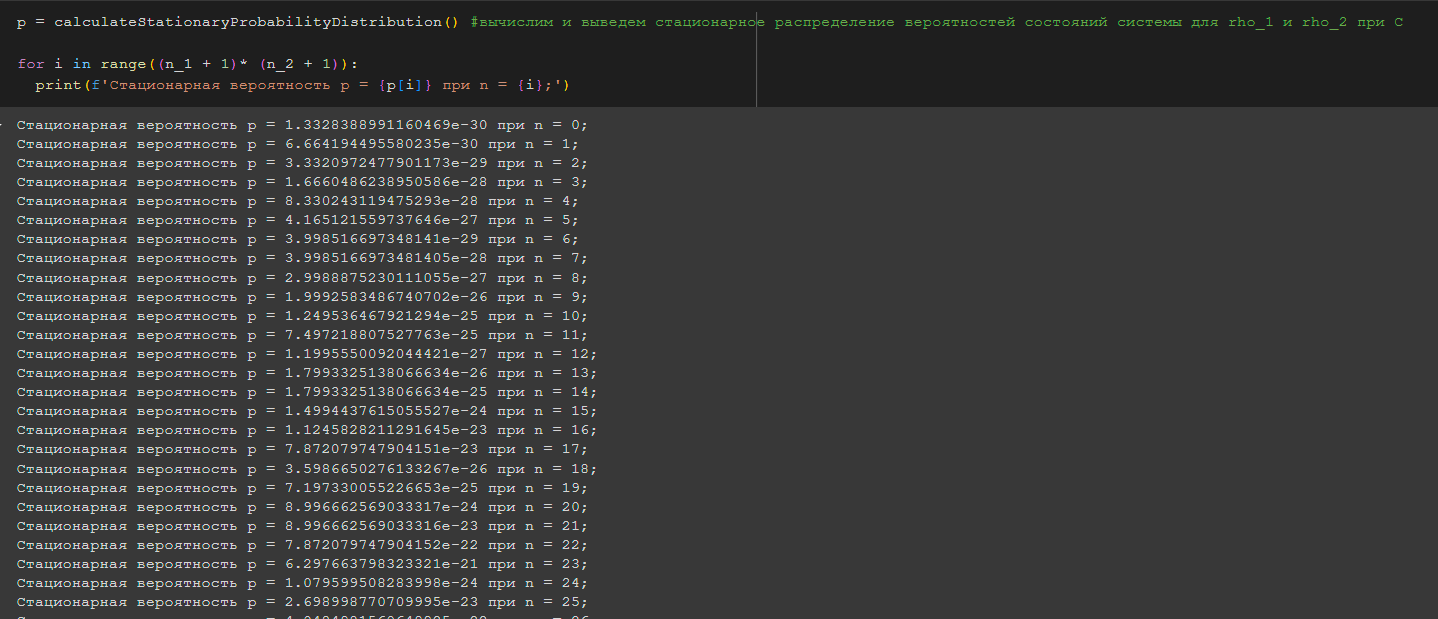 p = calculateStationaryProbabilityDistribution() #вычислим и выведем стационарное распределение вероятностей состояний системы для rho_1 и rho_2 при C
for i in range((n_1 + 1)* (n_2 + 1)):
print(f'Стационарная вероятность p = {p[i]} при n = {i};')
Стационарная вероятность p = 1.3328388991160469e-30 при n = 0;
Стационарная вероятность p = 6.664194495580235e-30 при n = 1;
Стационарная вероятность p = 3.3320972477901173e-29 при n = 2;
Стационарная вероятность p = 1.6660486238950586e-28 при n = 3;
Стационарная вероятность p = 8.330243119475293e-28 при n = 4;
Стационарная вероятность p = 4.165121559737646e-27 при n = 5;
Стационарная вероятность p = 3.998516697348141e-29 при n = 6;
Стационарная вероятность p = 3.9985166973481405e-28 при n = 7;
Стационарная вероятность p = 2.9988875230111055e-27 при n = 8;
Стационарная вероятность p = 1.9992583486740702e-26 при n = 9;
Стационарная вероятность p = 1.249536467921294e-25 при n = 10;
Стационарная вероятность p = 7.497218807527763e-25 при n = 11;
Стационарная вероятность p = 1.1995550092044421e-27 при n = 12;
Стационарная вероятность p = 1.7993325138066634e-26 при n = 13;
Стационарная вероятность p = 1.7993325138066634e-25 при n = 14;
Стационарная вероятность p = 1.4994437615055527e-24 при n = 15;
Стационарная вероятность p = 1.1245828211291645e-23 при n = 16;
Стационарная вероятность p = 7.872079747904151e-23 при n = 17;
Стационарная вероятность p = 3.5986650276133267e-26 при n = 18;
Стационарная вероятность p = 7.197330055226653e-25 при n = 19;
Стационарная вероятность p = 8.996662569033317e-24 при n = 20;
Стационарная вероятность p = 8.996662569033316e-23 при n = 21;
Стационарная вероятность p = 7.872079747904152e-22 при n = 22;
Стационарная вероятность p = 6.297663798323321e-21 при n = 23;
Стационарная вероятность p = 1.079599508283998e-24 при n = 24;
Стационарная вероятность p = 2.698998770709995e-23 при n = 25;